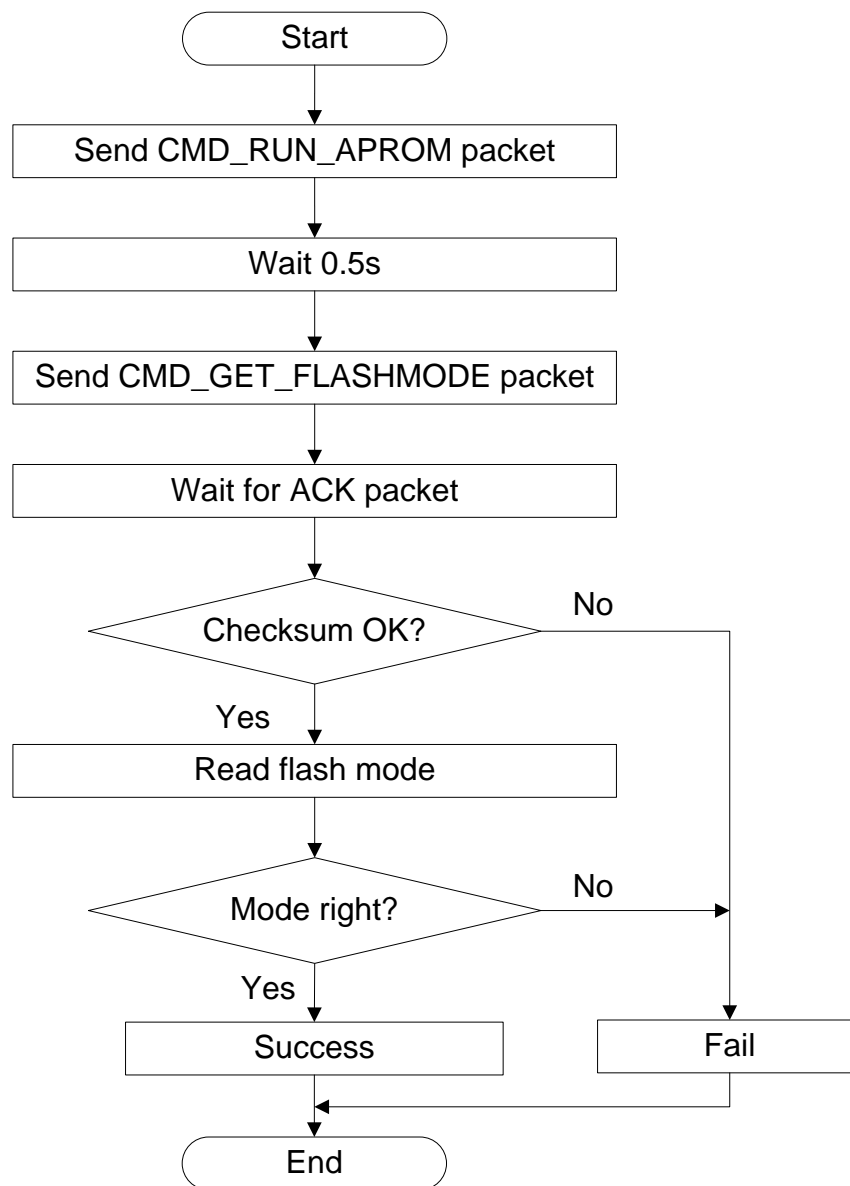 Start
Send CMD_RUN_APROM packet
Wait 0.5s
Send CMD_GET_FLASHMODE packet
Wait for ACK packet
Checksum OK?
No
Yes
Read flash mode
Mode right?
No
Yes
Success
Fail
End